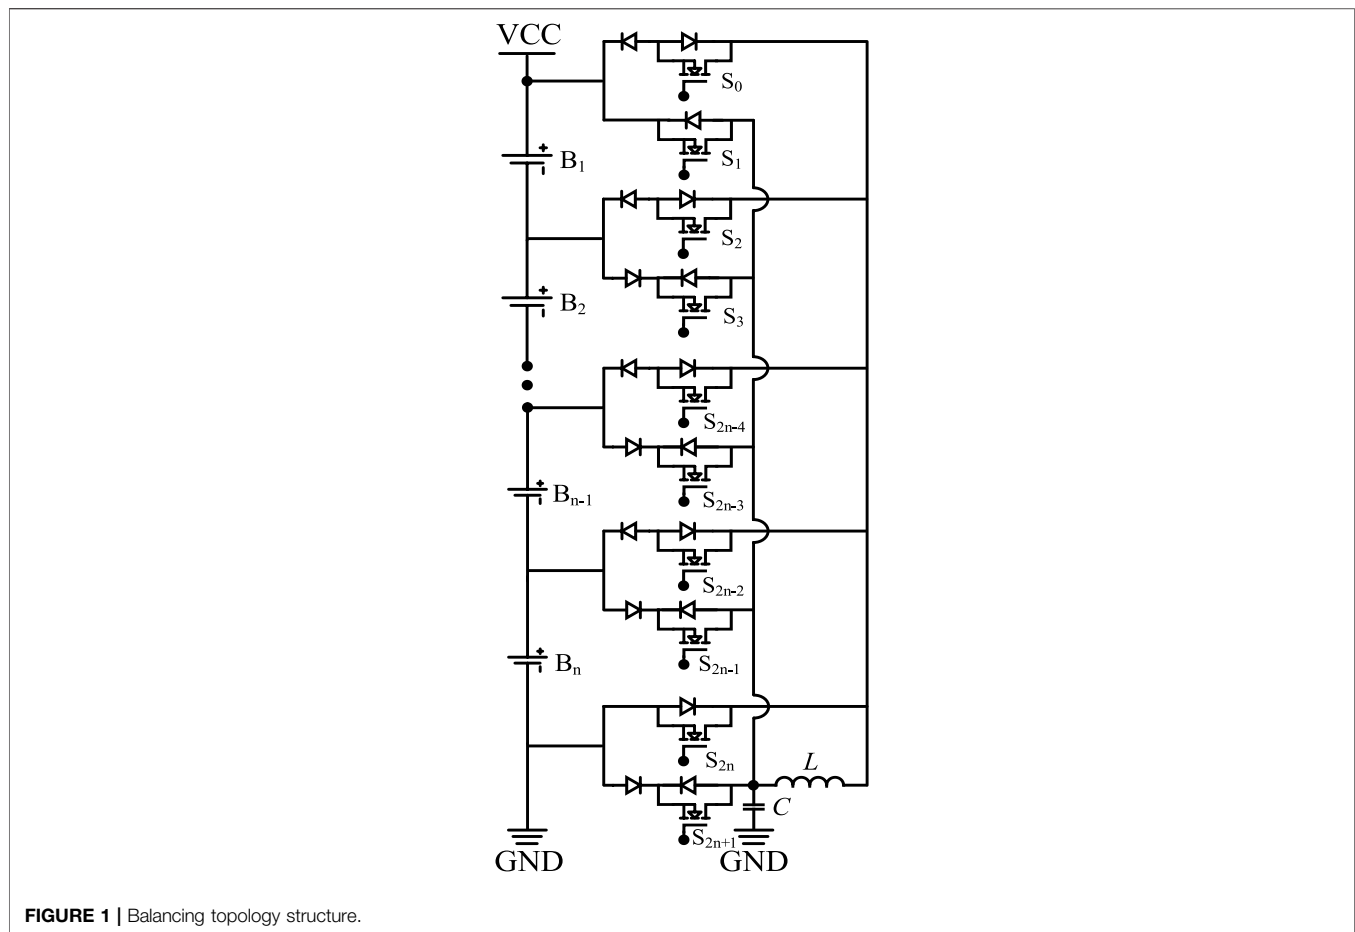 VCC
S0
S1
+
B1
S2
+
B2
S3
S2n-4
+
Bn-1
S2n-3
S2n-2
+
Bn
S2n-1
S2n
L
C
S2n+1
GND
GND
FIGURE 1 | Balancing topology structure.